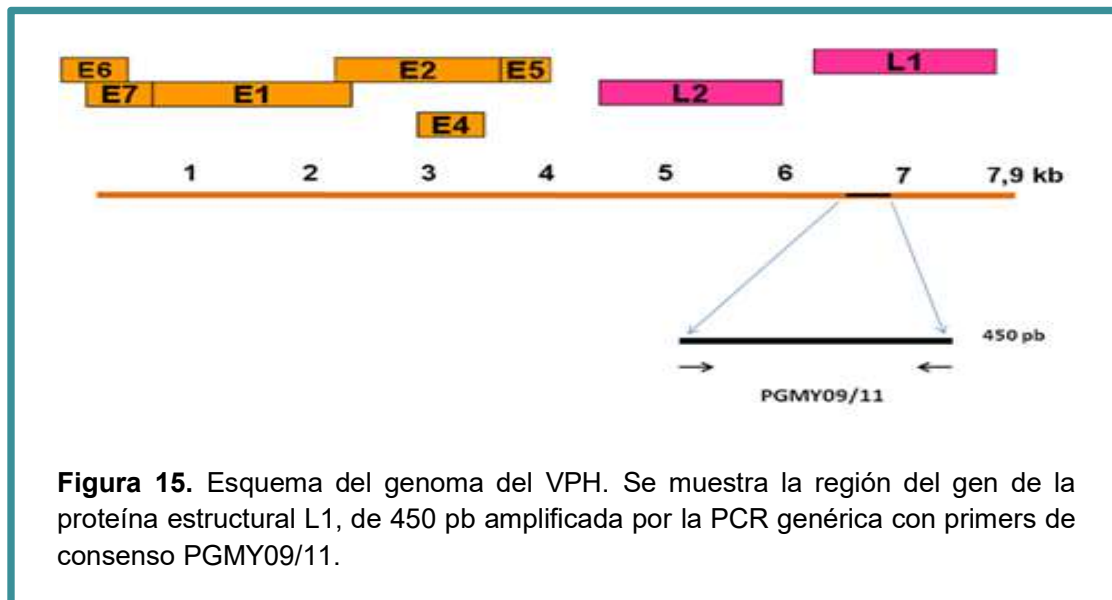 E6
E2
E5
L1
E7
E1
L2
E4
1 2 3 4 5 6 7 7,9 kb
450 pb
PGMY09/11
Figura 15. Esquema del genoma del VPH. Se muestra la región del gen de la
proteína estructural L1, de 450 pb amplificada por la PCR genérica con primers de
consenso PGMY09/11.